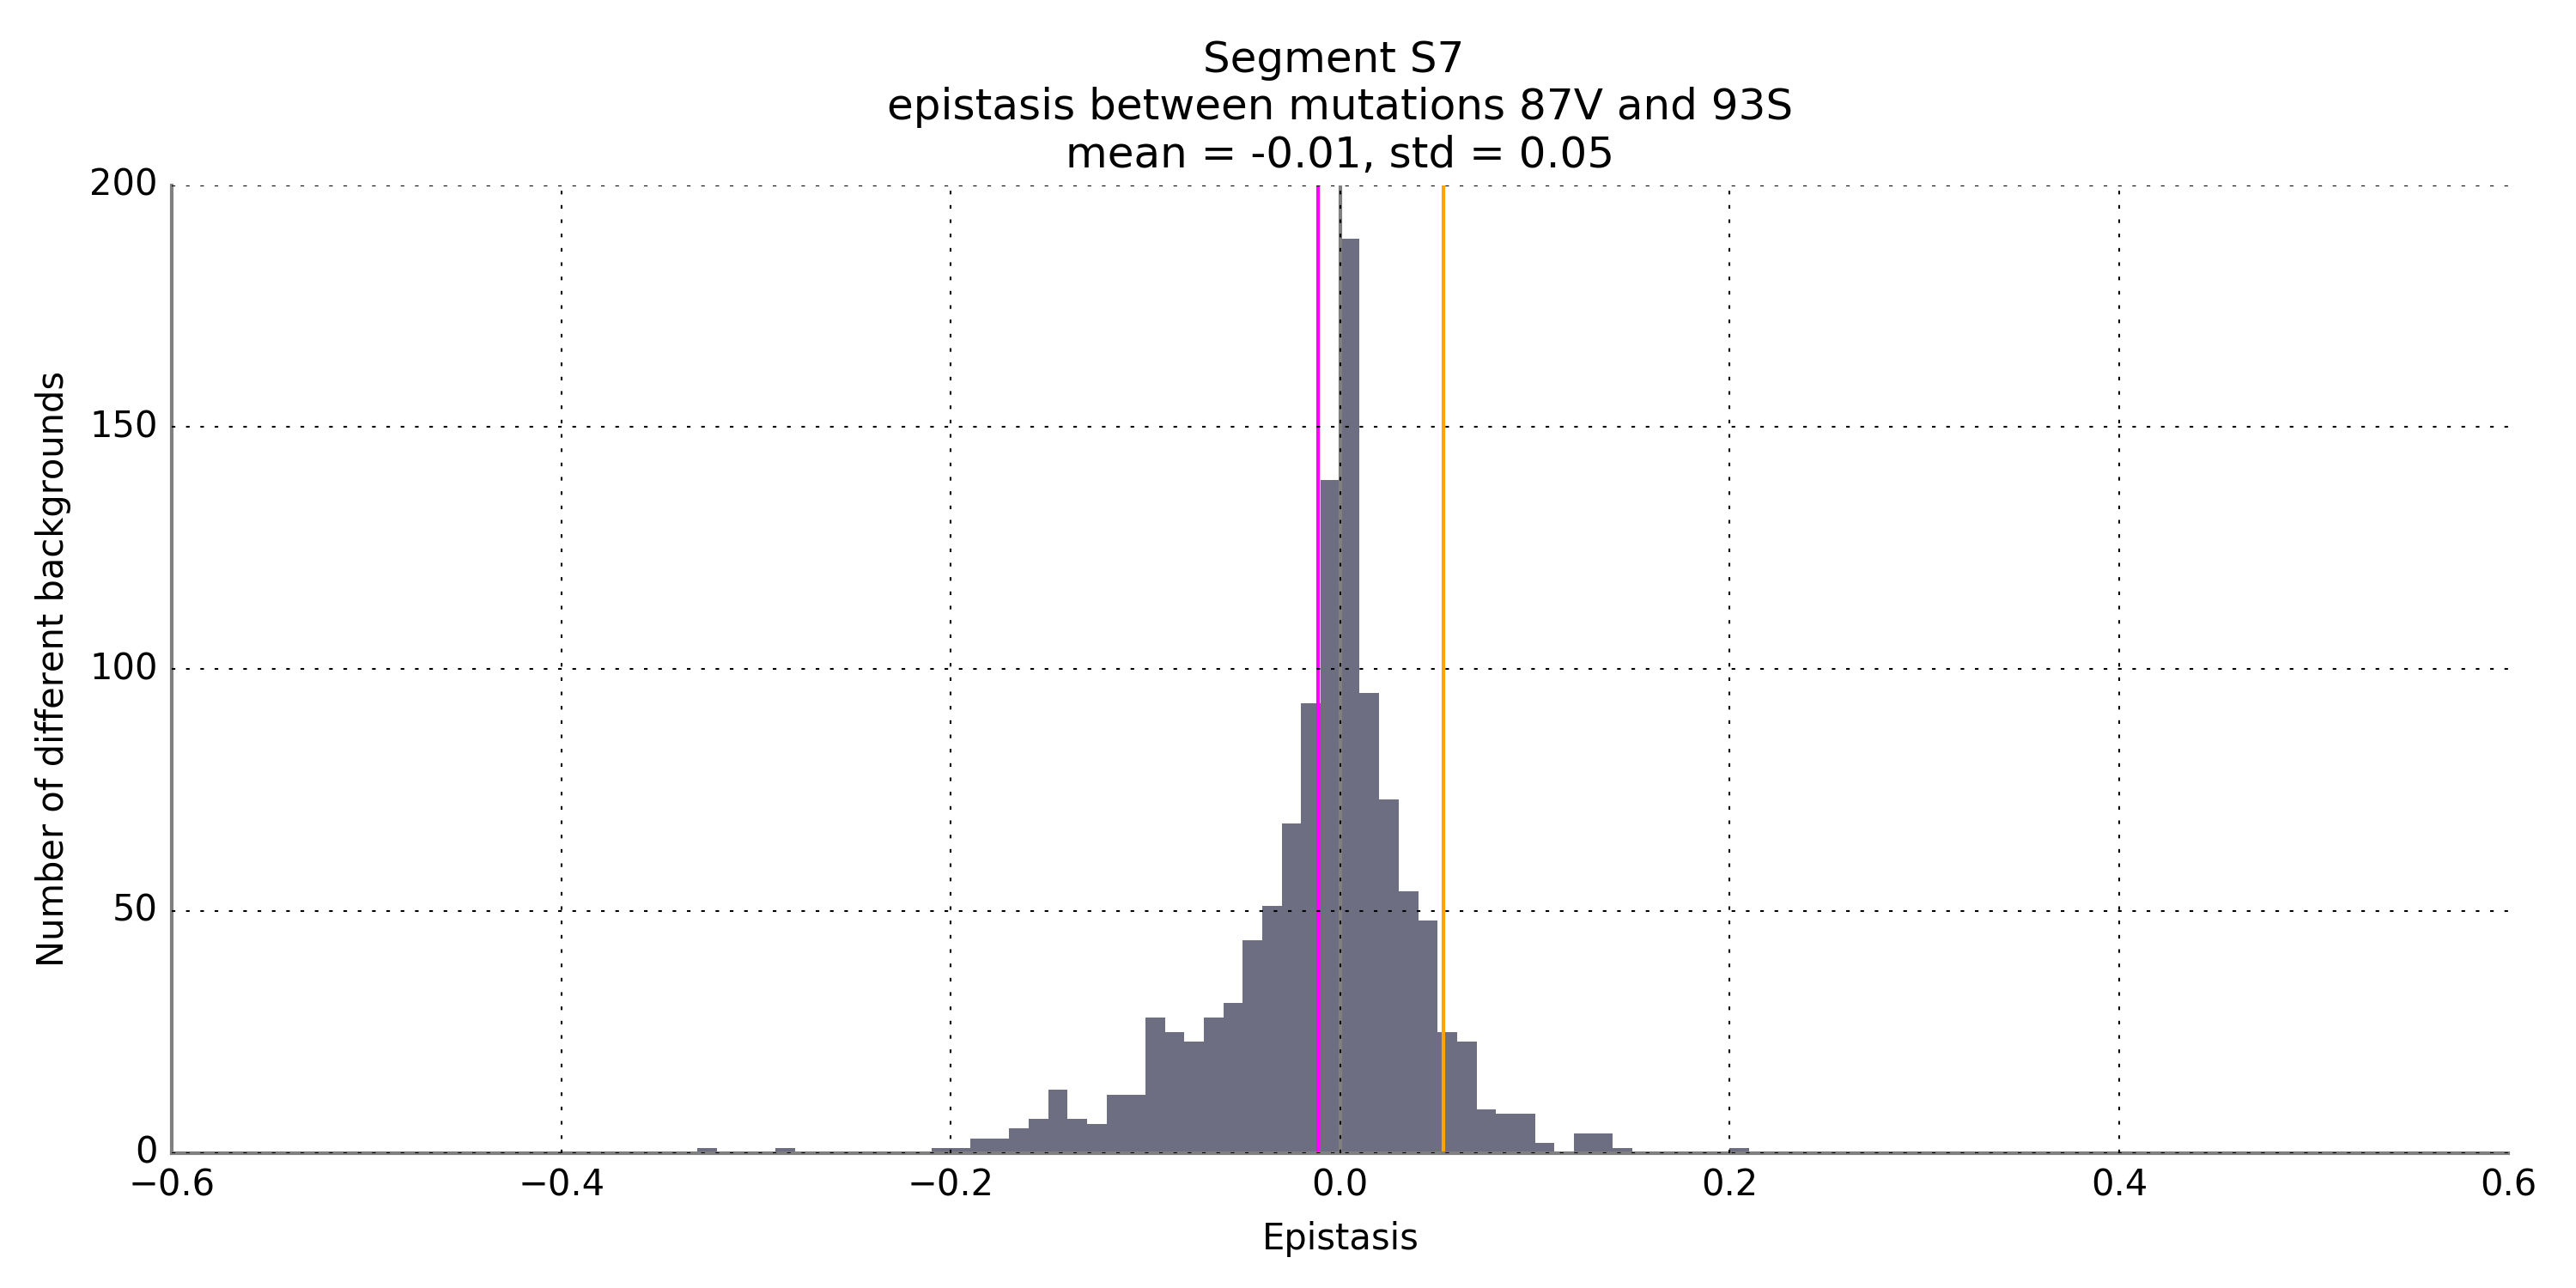 Segment S7
epistasis between mutations 87V and 93S
mean = -0.01, std = 0.05
200
150
100
50
0
Number of different backgrounds
−0.6 −0.4 −0.2 0.0 0.2 0.4 0.6
Epistasis